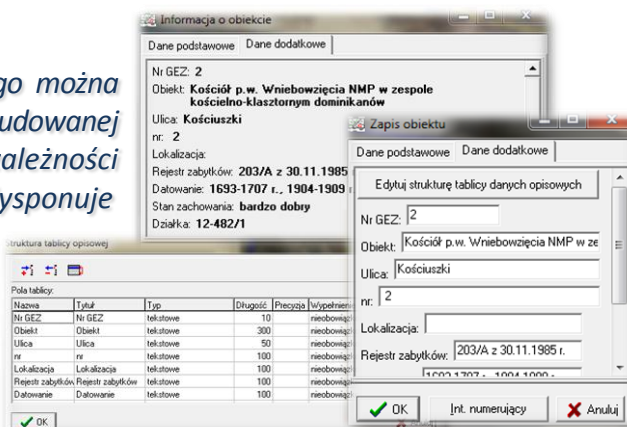 go można
udowanej
ależności
ysponuje
Informacja o obiekcie
Dane podstawowe Dane dodatkowe
Nr GEZ: 2
Obiekt: Kościół p.w. Wniebowzięcia NMP w zespole
kościelno-klasztornym dominikanów
Ulica: Kościuszki
nr: 2
Lokalizacja:
Rejestr zabytków: 203/A z 30.11.1985
Datowanie: 1693-1707 r., 1904-1909
Stan zachowania: bardzo dobry
Działka: 12-482/1
Zapis obiektu
Dane podstawowe Dane dodatkowe
Edytuj strukturę tablicy danych opisowych
Nr GEZ: 2
Obiekt: Kościół p.w. Wniebowzięcia NMP w ze
Ulica: Kościuszki
nr: 2
Lokalizacja:
Rejestr zabytków: 203/A z 30.11.1985 r.
OK Int. numerujący Anuluj
truktura tablicy opisowej
Pola tablicy:
Nazwa Tytuł Typ Długość Precyzja Wypełnieni
Nr GEZ Nr GEZ tekstowe 10 nieobowiązk
Obiekt Obiekt tekstowe 300 nieobowiązk
Ulica Ulica tekstowe 50 nieobowiązk
nr nr tekstowe 100 nieobowiązk
Lokalizacja Lokalizacja tekstowe 100 nieobowiązk
Rejestr zabytków Rejestr zabytków tekstowe 100 nieobowiązk
Datowanie Datowanie tekstowe 100 nieobowiązk
OK